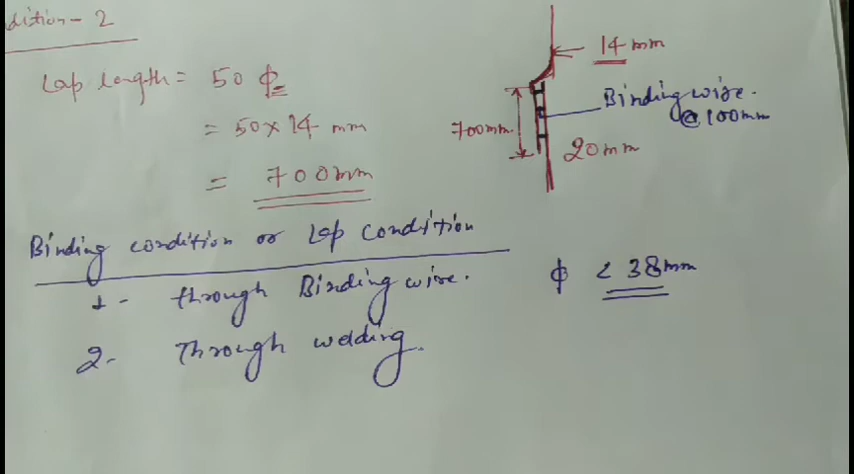 dition - 2
Lap length = 50 ϕ
= 50 × 14 mm
= 700mm
14 mm
Binding wire.
@ 100mm
700mm
20mm
Binding condition or Lap condition
1 - through Binding wire.
2 - Through welding.
ϕ < 38mm